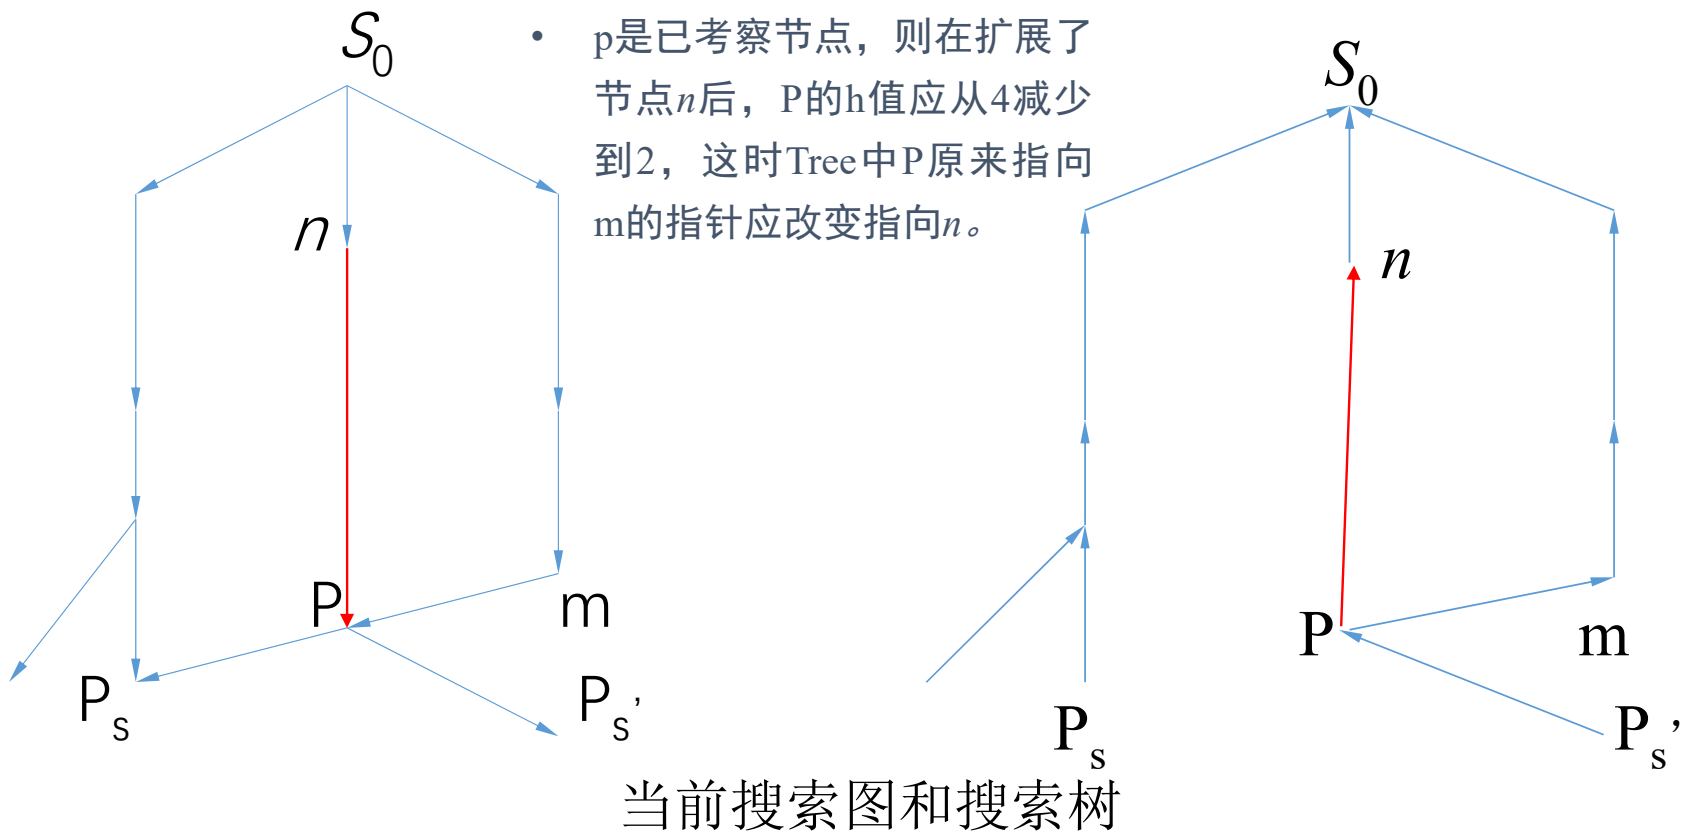 S0
• p是已考察节点，则在扩展了
节点n后，P的h值应从4减少
到2，这时Tree中P原来指向
m的指针应改变指向n。
S0
n
n
P
m
P
m
Ps
Ps’
Ps
Ps’
当前搜索图和搜索树